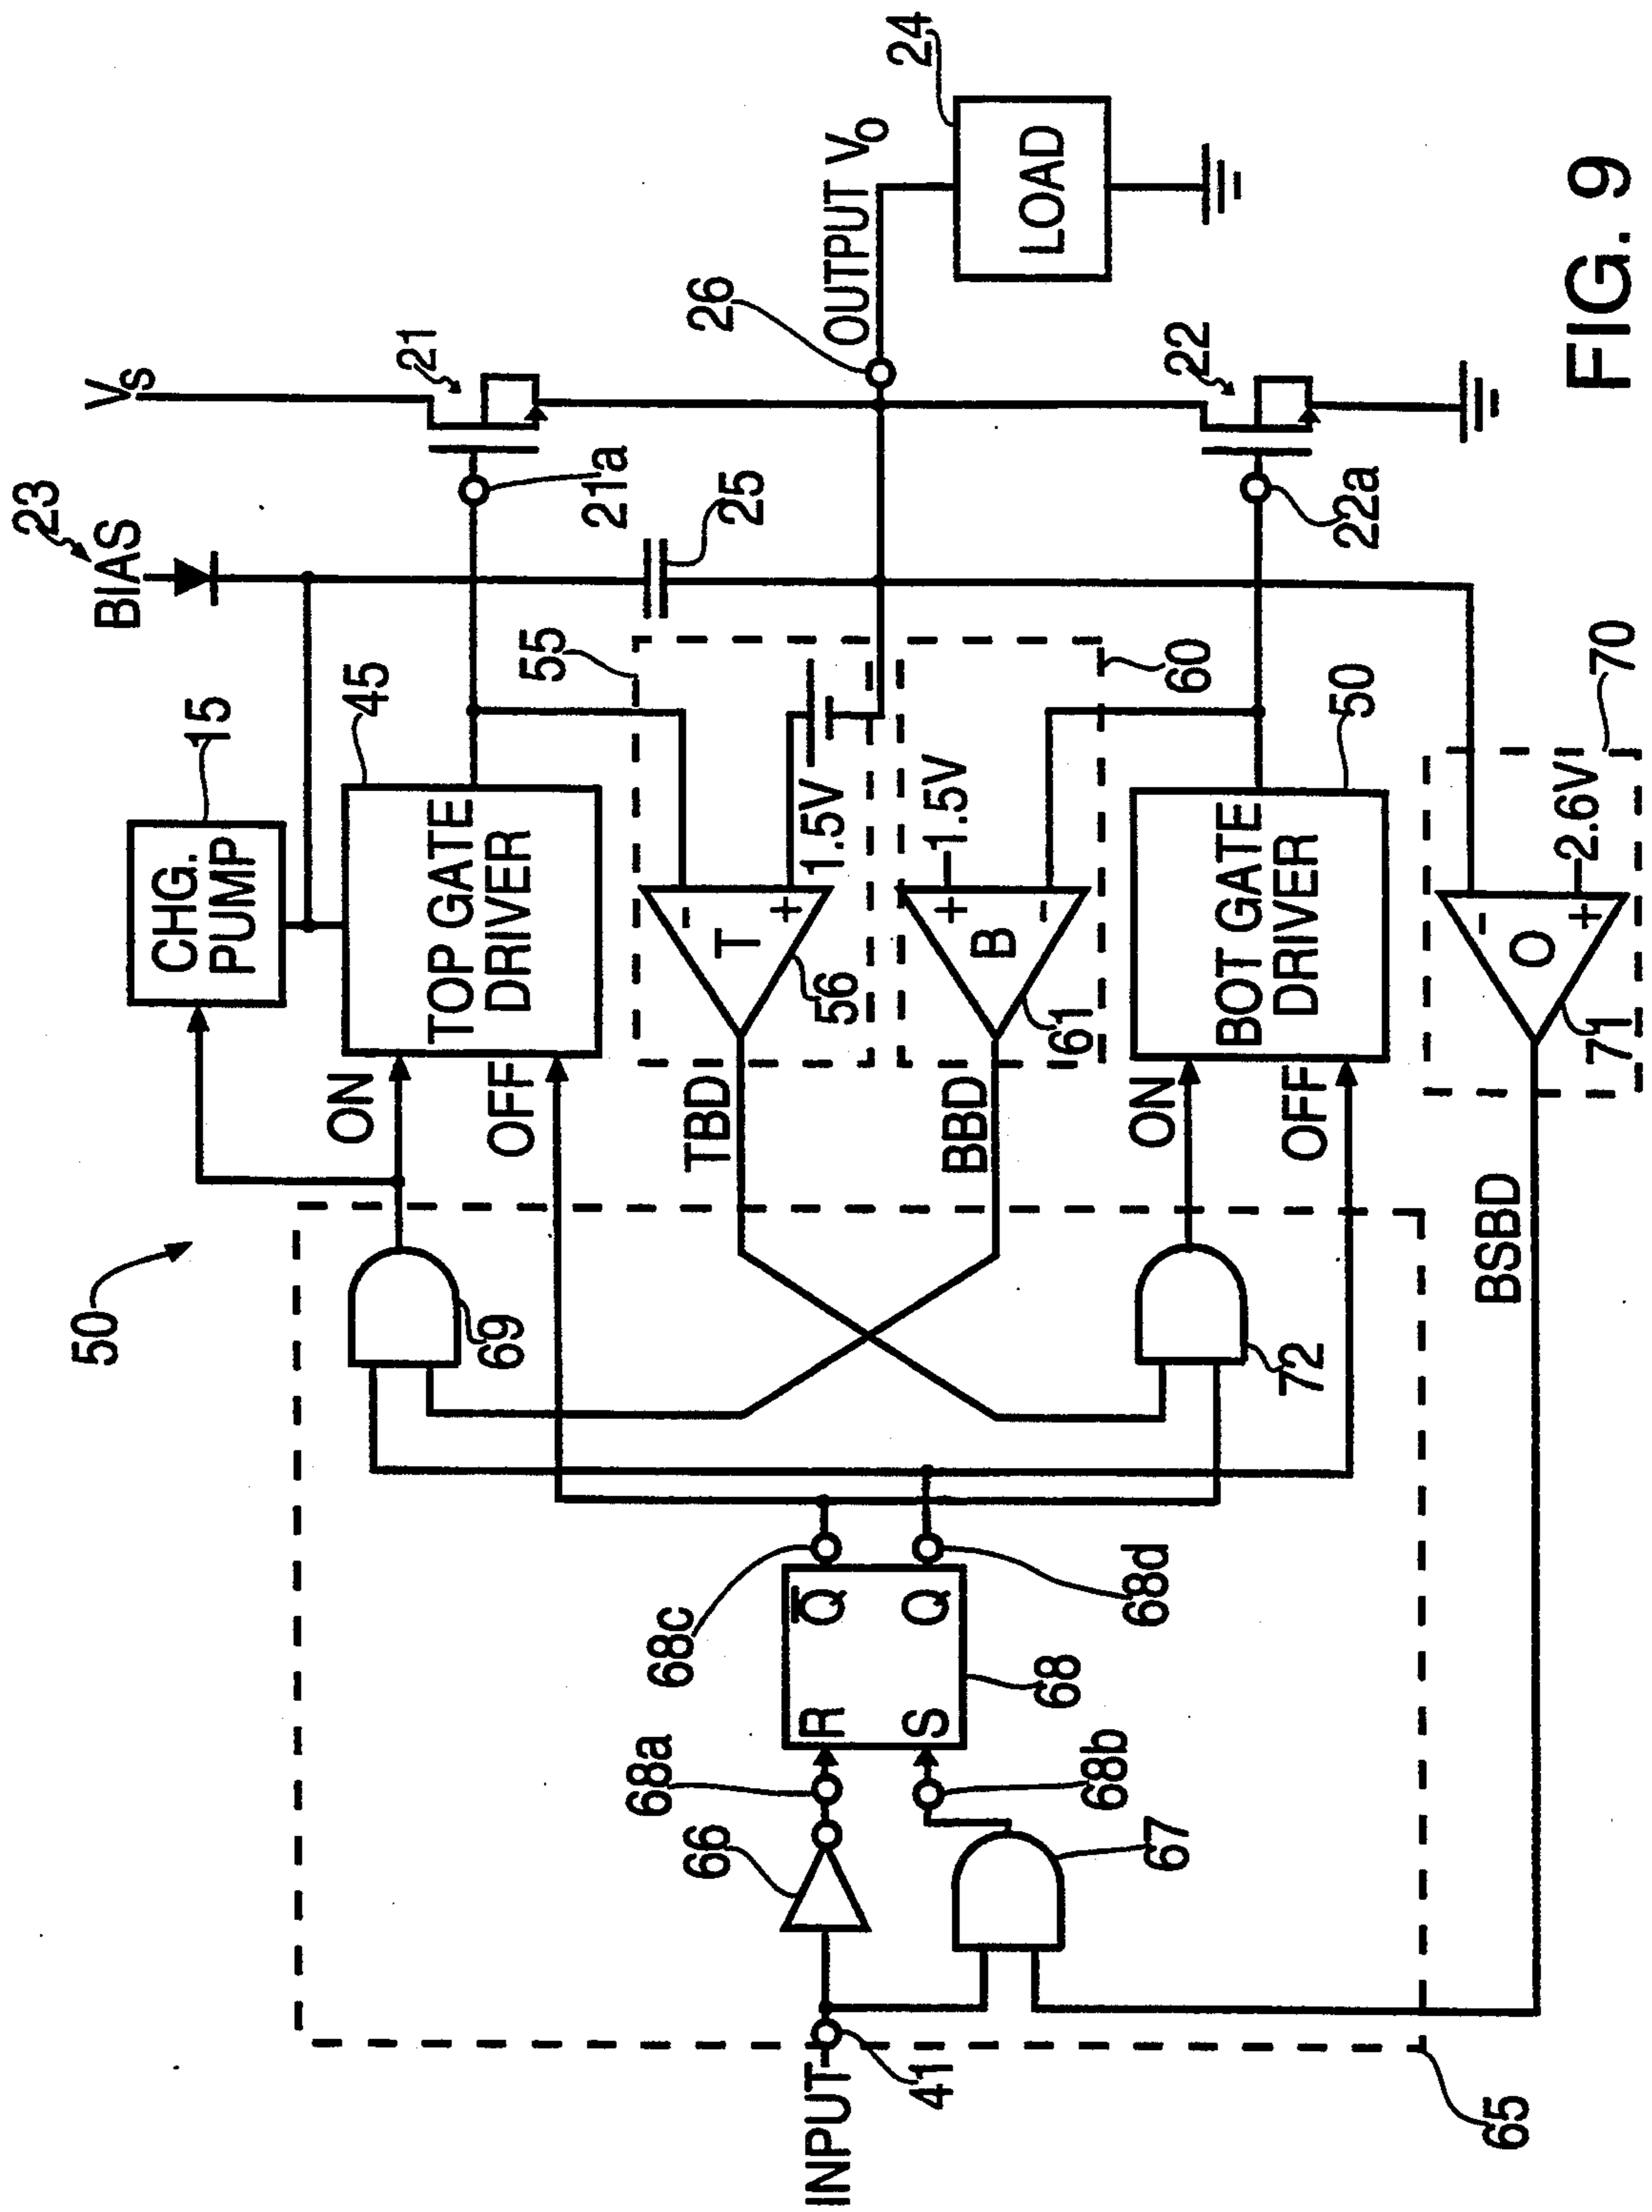 50
23
BIAS
VS
15
CHG.
PUMP
45
ON
TOP GATE
DRIVER
OFF
21
21a
55
25
26
OUTPUT VO
24
LOAD
69
TBD
T
-
+
56
1.5V
BBD
B
+
-
61
1.5V
60
68c
68a
66
INPUT
41
R
Q
S
Q
68
68d
68b
67
72
ON
BOT GATE
DRIVER
OFF
50
22
22a
70
BSBD
O
-
+
71
2.6V
65
FIG. 9